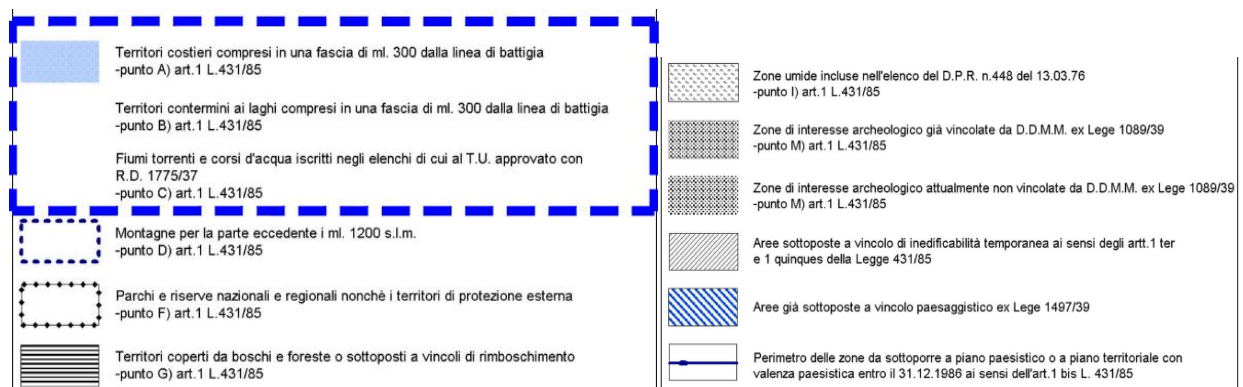 Territori costieri compresi in una fascia di ml. 300 dalla linea di battigia
-punto A) art.1 L.431/85
Territori contermini ai laghi compresi in una fascia di ml. 300 dalla linea di battigia
-punto B) art.1 L.431/85
Fiumi torrenti e corsi d'acqua iscritti negli elenchi di cui al T.U. approvato con
R.D. 1775/37
-punto C) art.1 L.431/85
Montagne per la parte eccedente i ml. 1200 s.l.m.
-punto D) art.1 L.431/85
Parchi e riserve nazionali e regionali nonchè i territori di protezione esterna
-punto F) art.1 L.431/85
Territori coperti da boschi e foreste o sottoposti a vincoli di rimboschimento
-punto G) art.1 L.431/85
Zone umide incluse nell'elenco del D.P.R. n.448 del 13.03.76
-punto I) art.1 L.431/85
Zone di interesse archeologico già vincolate da D.D.M.M. ex Lege 1089/39
-punto M) art.1 L.431/85
Zone di interesse archeologico attualmente non vincolate da D.D.M.M. ex Lege 1089/39
-punto M) art.1 L.431/85
Aree sottoposte a vincolo di inedificabilità temporanea ai sensi degli artt.1 ter
e 1 quinques della Legge 431/85
Aree già sottoposte a vincolo paesaggistico ex Lege 1497/39
Perimetro delle zone da sottoporre a piano paesistico o a piano territoriale con
valenza paesistica entro il 31.12.1986 ai sensi dell'art.1 bis L. 431/85